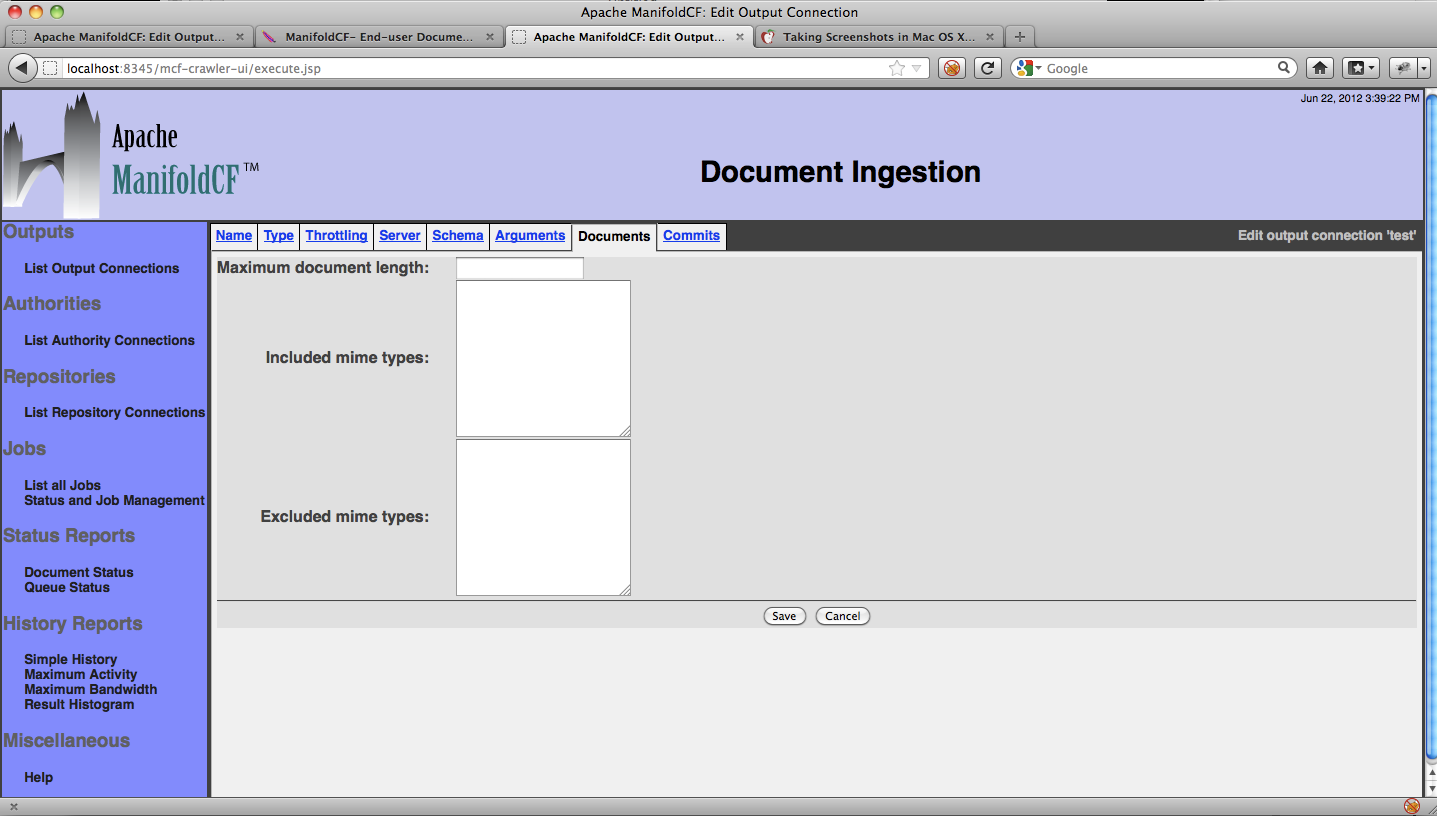 Apache ManifoldCF: Edit Output Connection
Apache ManifoldCF: Edit Output...
ManifoldCF- End-user Docume...
Apache ManifoldCF: Edit Output...
Taking Screenshots in Mac OS X...
localhost:8345/mcf-crawler-ui/execute.jsp
Google
Jun 22, 2012 3:39:22 PM
Apache
ManifoldCF™
Document Ingestion
Outputs
List Output Connections
Authorities
List Authority Connections
Repositories
List Repository Connections
Jobs
List all Jobs
Status and Job Management
Status Reports
Document Status
Queue Status
History Reports
Simple History
Maximum Activity
Maximum Bandwidth
Result Histogram
Miscellaneous
Help
Name Type Throttling Server Schema Arguments Documents Commits
Edit output connection 'test'
Maximum document length:
Included mime types:
Excluded mime types:
Save Cancel